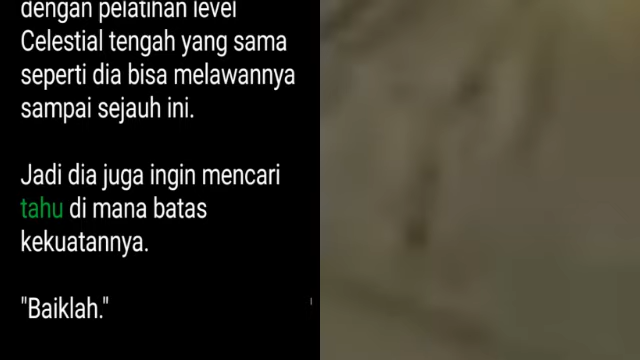 dengan pelatihan level
Celestial tengah yang sama
seperti dia bisa melawannya
sampai sejauh ini.
Jadi dia juga ingin mencari
tahu di mana batas
kekuatannya.
"Baiklah."